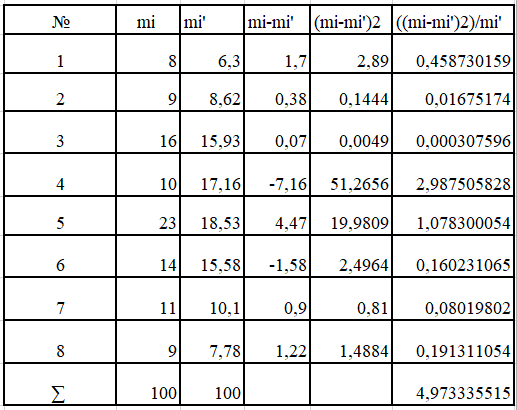 № mi mi' mi-mi' (mi-mi')2 ((mi-mi')2)/mi'
1 8 6,3 1,7 2,89 0,458730159
2 9 8,62 0,38 0,1444 0,01675174
3 16 15,93 0,07 0,0049 0,000307596
4 10 17,16 -7,16 51,2656 2,987505828
5 23 18,53 4,47 19,9809 1,078300054
6 14 15,58 -1,58 2,4964 0,160231065
7 11 10,1 0,9 0,81 0,08019802
8 9 7,78 1,22 1,4884 0,191311054
∑ 100 100 4,973335515